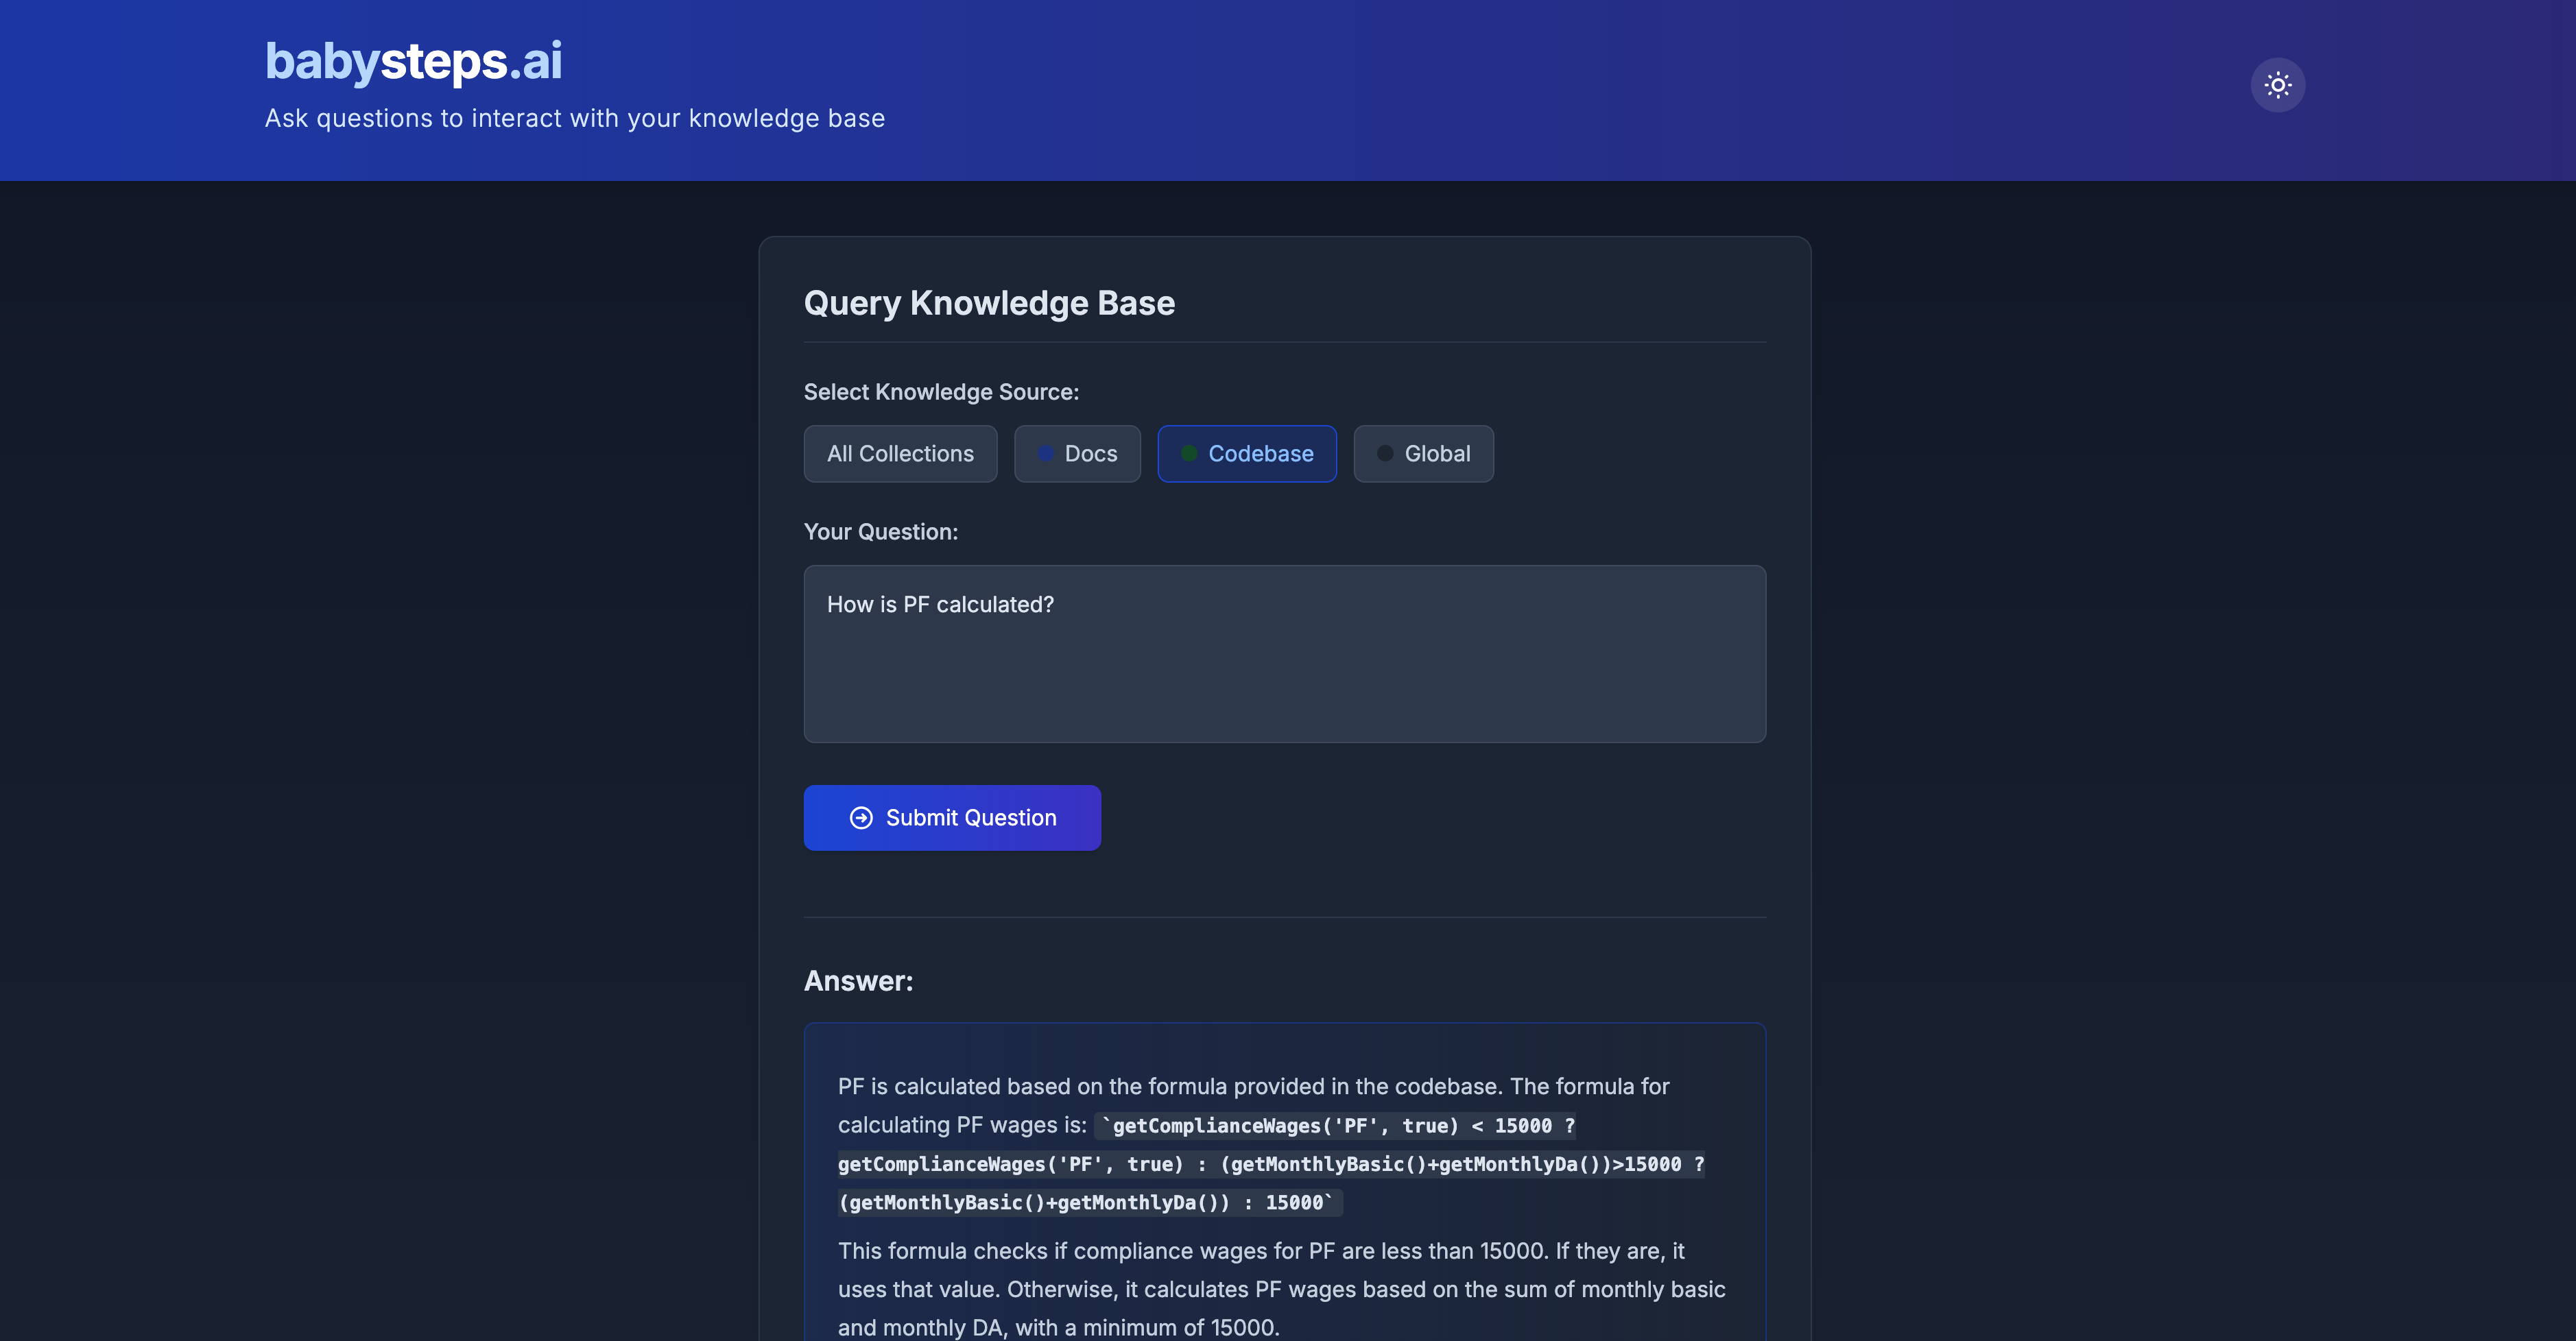 babysteps.ai
Ask questions to interact with your knowledge base
Query Knowledge Base
Select Knowledge Source:
All Collections
Docs
Codebase
Global
Your Question:
How is PF calculated?
Submit Question
Answer:
PF is calculated based on the formula provided in the codebase. The formula for
calculating PF wages is: `getComplianceWages('PF', true) < 15000 ?
getComplianceWages('PF', true) : (getMonthlyBasic()+getMonthlyDa())>15000 ?
(getMonthlyBasic()+getMonthlyDa()) : 15000`
This formula checks if compliance wages for PF are less than 15000. If they are, it
uses that value. Otherwise, it calculates PF wages based on the sum of monthly basic
and monthly DA, with a minimum of 15000.